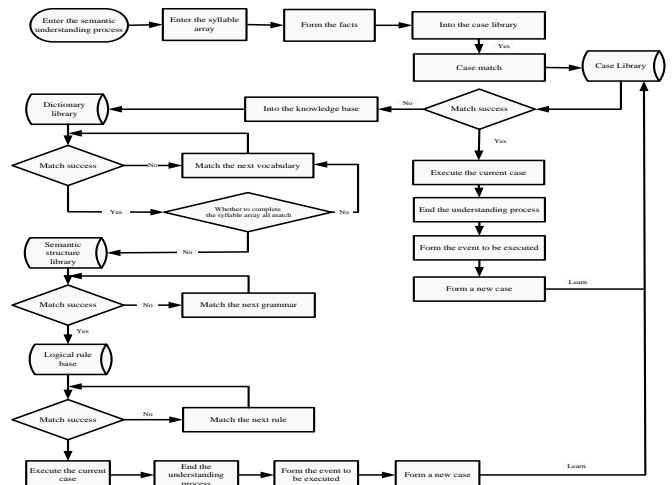 Enter the semantic
understanding process
Enter the syllable
array
Form the facts
Into the case library
Yes
Case match
Case Library
Dictionary
library
Into the knowledge base
No
Match success
Match success
No
Match the next vocabulary
Yes
Execute the current case
Yes
Whether to complete
the syllable array all match
No
End the understanding process
No
Semantic
structure library
Form the event to be executed
Match success
No
Match the next grammar
Form a new case
Learn
Yes
Logical rule
base
Match success
No
Match the next rule
Execute the current
case
End the
understanding
process
Form the event to
be executed
Form a new case
Learn